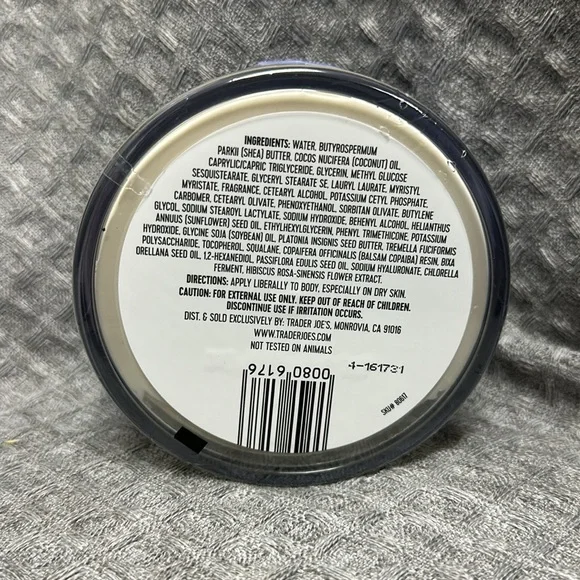 INGREDIENTS: WATER, BUTYROSPERMUM
PARKII (SHEA) BUTTER, COCOS NUCIFERA (COCONUT) OIL,
CAPRYLIC/CAPRIC TRIGLYCERIDE, GLYCERIN, METHYL GLUCOSE
SESQUISTEARATE, GLYCERYL STEARATE SE, LAURYL LAURATE, MYRISTYL
MYRISTATE, FRAGRANCE, CETEARYL ALCOHOL, POTASSIUM CETYL PHOSPHATE,
CARBOMER, CETEARYL OLIVATE, PHENOXYETHANOL, SORBITAN OLIVATE, BUTYLENE
GLYCOL, SODIUM STEAROYL LACTYLATE, SODIUM HYDROXIDE, BEHENYL ALCOHOL, HELIANTHUS
ANNUUS (SUNFLOWER) SEED OIL, ETHYLHEXYLGLYCERIN, PHENYL TRIMETHICONE, POTASSIUM
HYDROXIDE, GLYCINE SOJA (SOYBEAN) OIL, PLATONIA INSIGNIS SEED BUTTER, TREMELLA FUCIFORMIS
POLYSACCHARIDE, TOCOPHEROL, SQUALANE, COPAIFERA OFFICINALIS (BALSAM COPAIBA) RESIN, BIXA
ORELLANA SEED OIL, 1,2-HEXANEDIOL, PASSIFLORA EDULIS SEED OIL, SODIUM HYALURONATE, CHLORELLA
FERMENT, HIBISCUS ROSA-SINENSIS FLOWER EXTRACT.
DIRECTIONS: APPLY LIBERALLY TO BODY, ESPECIALLY ON DRY SKIN.
CAUTION: FOR EXTERNAL USE ONLY. KEEP OUT OF REACH OF CHILDREN.
DISCONTINUE USE IF IRRITATION OCCURS.
DIST. & SOLD EXCLUSIVELY BY: TRADER JOE'S, MONROVIA, CA 91016
WWW.TRADERJOES.COM
NOT TESTED ON ANIMALS
0080 6176
4-161731
SKU# 80617